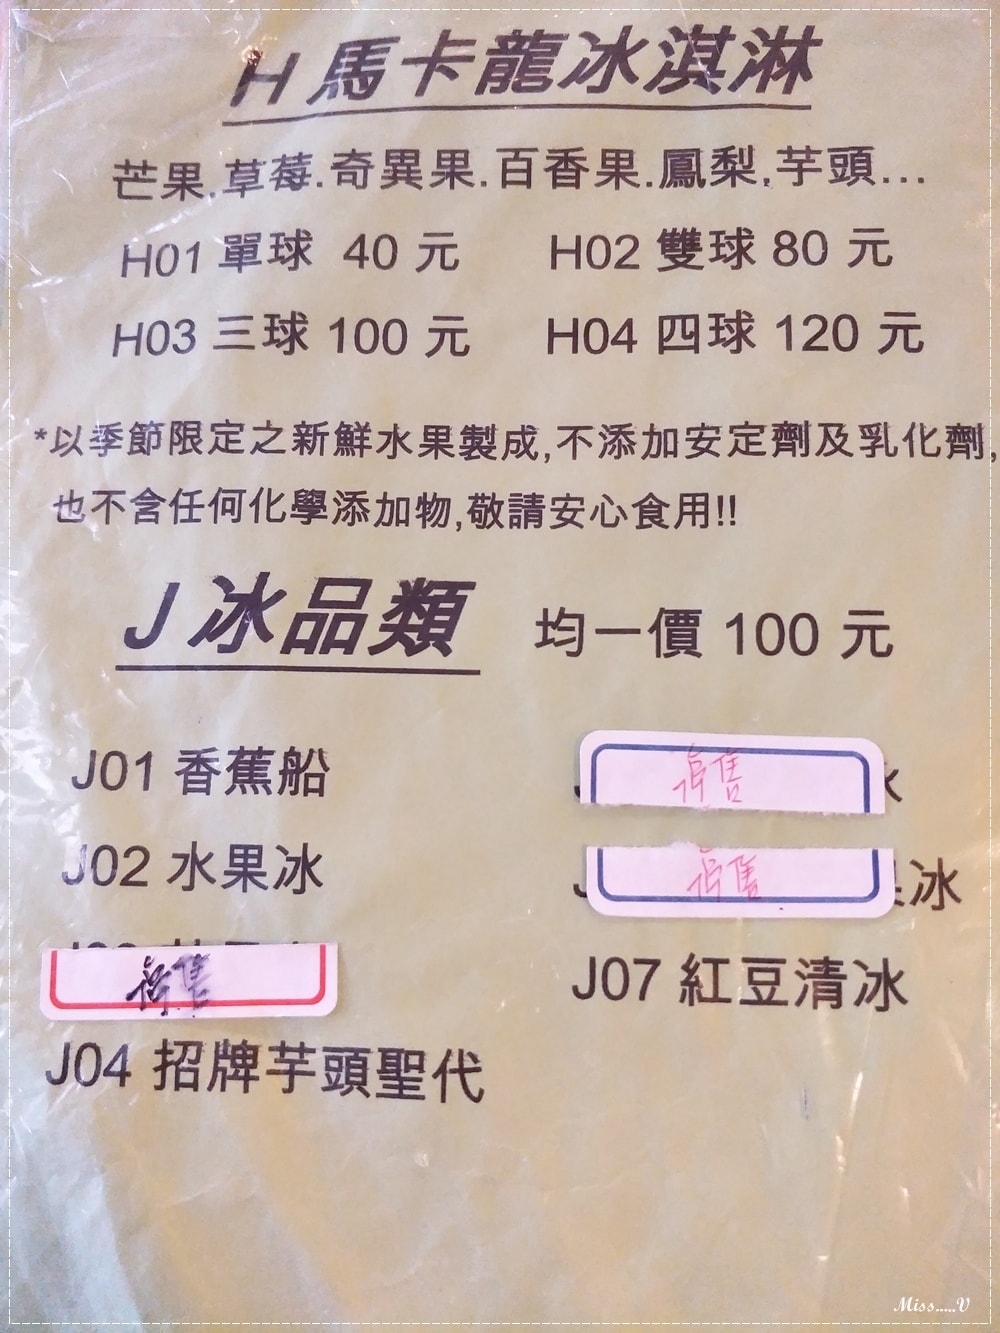 H 馬卡龍冰淇淋
芒果.草莓.奇異果.百香果.鳳梨.芋頭...
H01 單球 40 元 H02 雙球 80 元
H03 三球 100 元 H04 四球 120 元
*以季節限定之新鮮水果製成,不添加安定劑及乳化劑,
也不含任何化學添加物,敬請安心食用!!
J 冰品類 均一價 100 元
J01 香蕉船 停售
J02 水果冰 停售 冰
停售 J07 紅豆清冰
J04 招牌芋頭聖代
Miss.....V